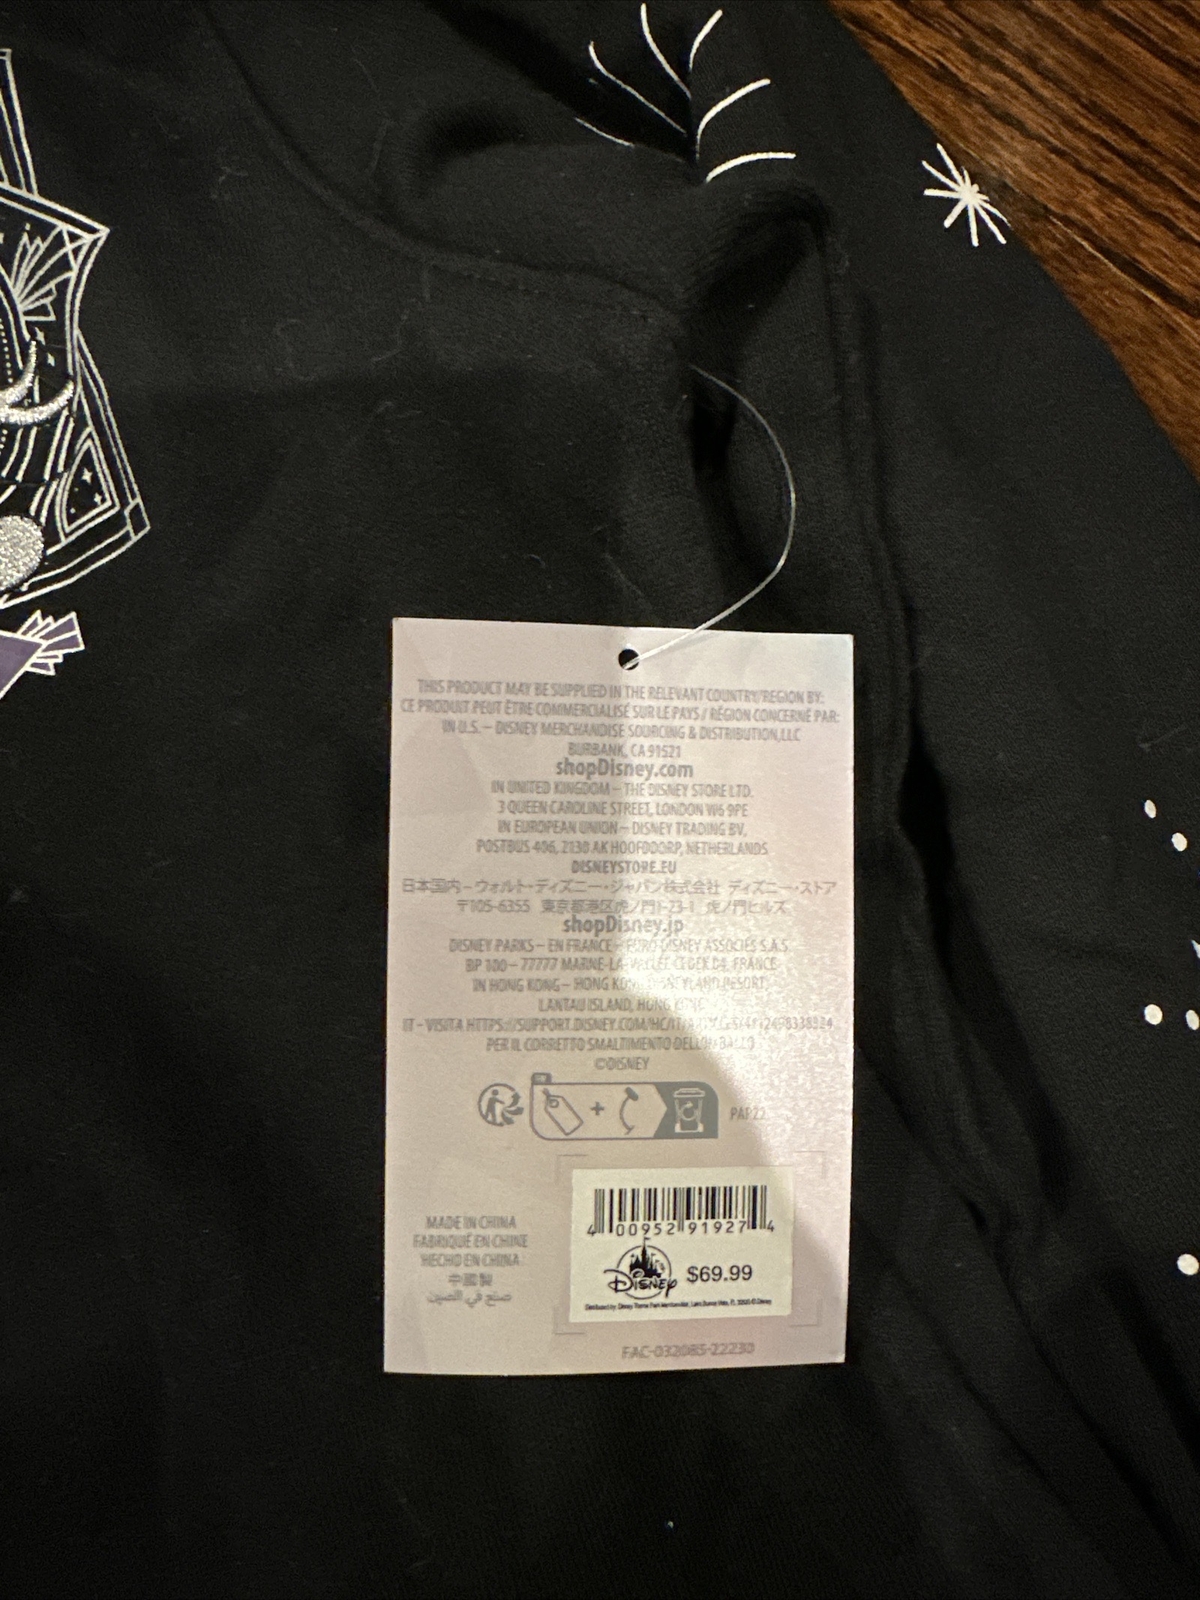 THIS PRODUCT MAY BE SUPPLIED IN THE RELEVANT COUNTRY/REGION BY:
CE PRODUIT PEUT ÊTRE COMMERCIALISÉ SUR LE PAYS / RÉGION CONCERNÉ PAR:
IN U.S. – DISNEY MERCHANDISE SOURCING & DISTRIBUTION,LLC
BURBANK, CA 91521
shopDisney.com
IN UNITED KINGDOM – THE DISNEY STORE LTD.
3 QUEEN CAROLINE STREET, LONDON W6 9PE
IN EUROPEAN UNION – DISNEY TRADING BV,
POSTBUS 406, 2130 AK HOOFDDORP, NETHERLANDS
DISNEYSTORE.EU
日本国内 – ウォルト・ディズニー・ジャパン株式会社 ディズニー・ストア
〒105-6355 東京都港区虎ノ門1-23-1 虎ノ門ヒルズ
shopDisney.jp
DISNEY PARKS – EN FRANCE – EURO DISNEY ASSOCIÉS S.A.S.
BP 100 – 77777 MARNE-LA-VALLÉE CEDEX 04, FRANCE
IN HONG KONG – HONG KONG DISNEYLAND RESORT
LANTAU ISLAND, HONG KONG
IT – VISITA
PER IL CORRETTO SMALTIMENTO DELL'IMBALLO
©DISNEY
PAP22
MADE IN CHINA
FABRIQUÉ EN CHINE
HECHO EN CHINA
中國製
صنع في الصين
4 00952 91927 4
Disney $69.99
FAC-032085-22230